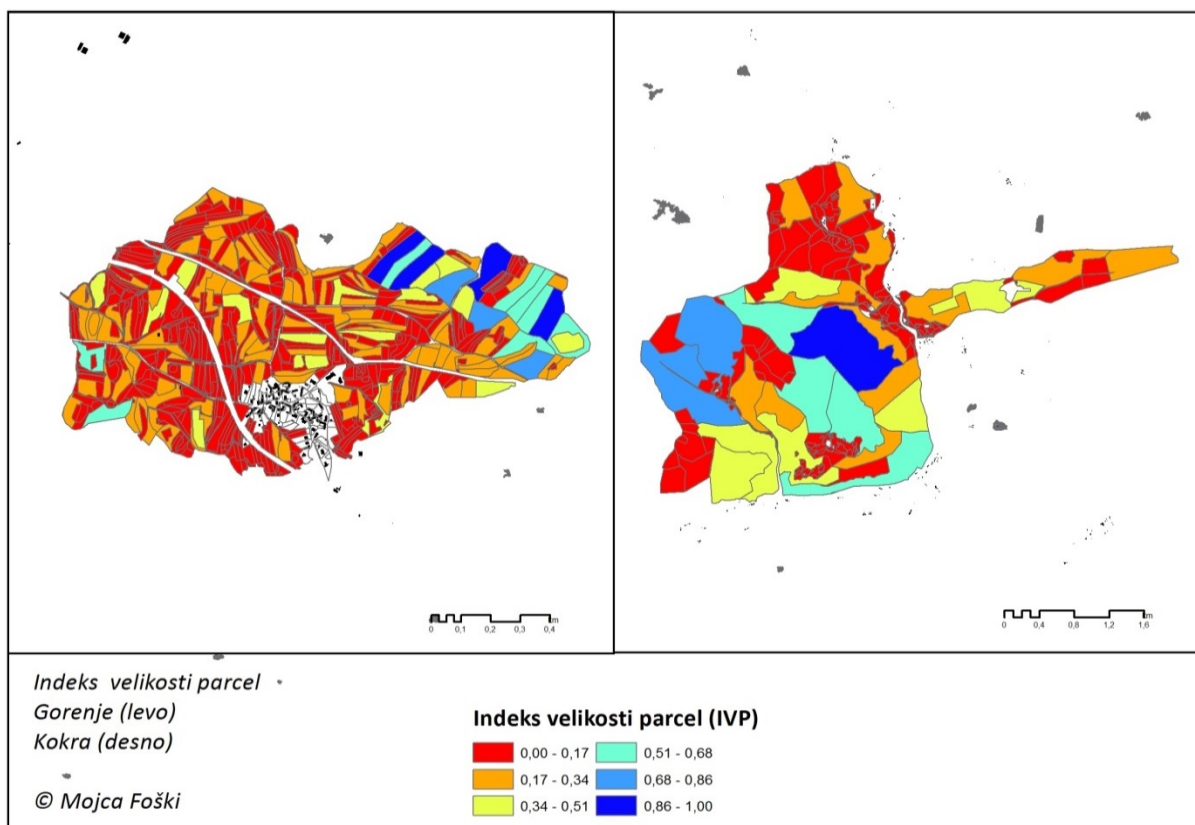 0 0,1 0,2 0,3 0,4
m
0 0,4 0,8 1,2 1,6
m
Indeks velikosti parcel
Gorenje (levo)
Kokra (desno)
© Mojca Foški
Indeks velikosti parcel (IVP)
0,00 - 0,17 0,51 - 0,68
0,17 - 0,34 0,68 - 0,86
0,34 - 0,51 0,86 - 1,00